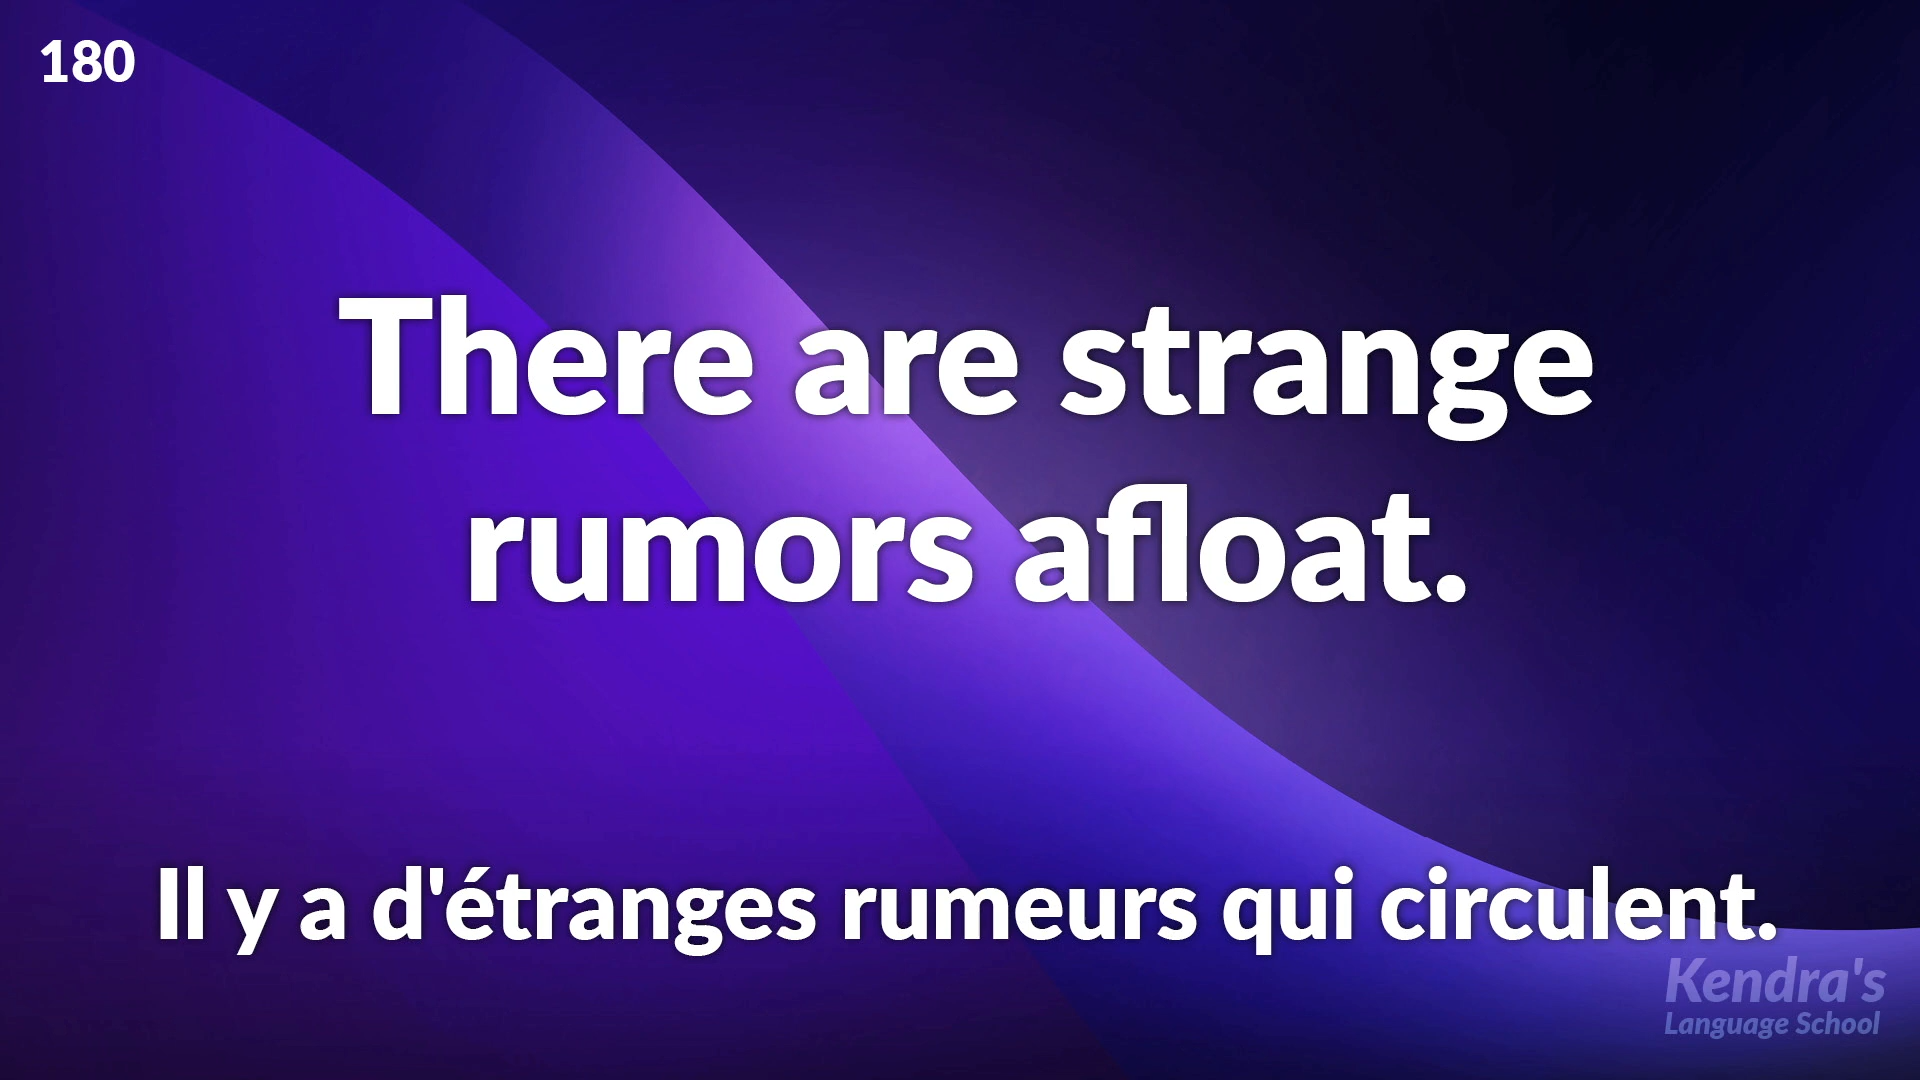 180
There are strange
rumors afloat.
Il y a d'étranges rumeurs qui circulent.
Kendra's
Language School